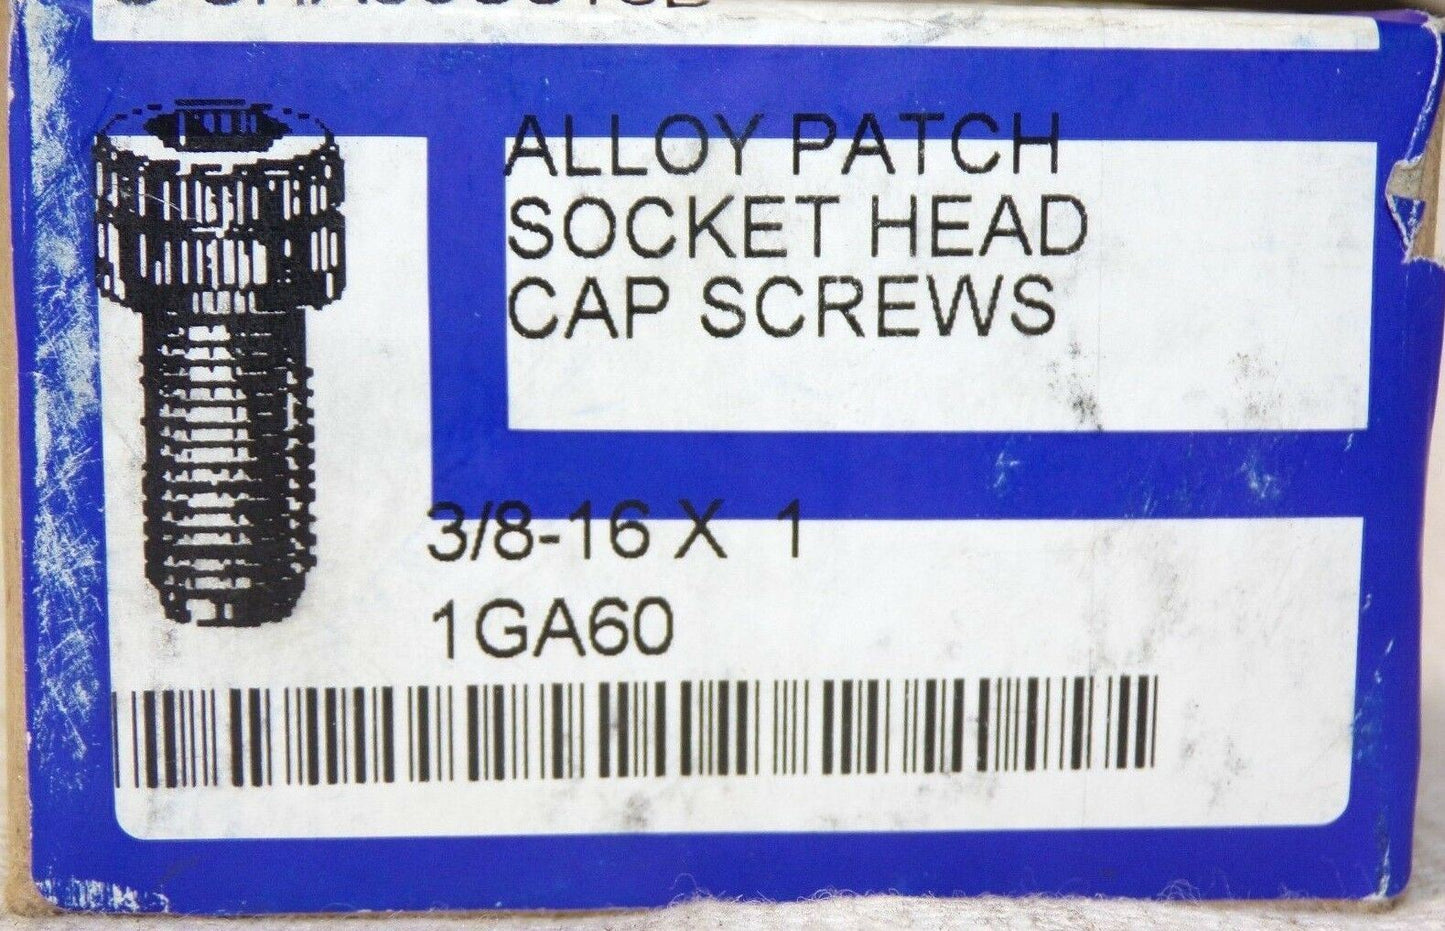 ALLOY PATCH
SOCKET HEAD
CAP SCREWS
3/8-16 X 1
1GA60